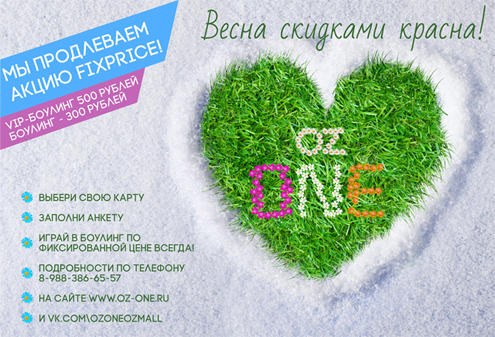 Весна скидками красна!
МЫ ПРОДЛЕВАЕМ
АКЦИЮ FIXPRICE!
VIP-БОУЛИНГ 500 РУБЛЕЙ
БОУЛИНГ - 300 РУБЛЕЙ
OZ
ONE
ВЫБЕРИ СВОЮ КАРТУ
ЗАПОЛНИ АНКЕТУ
ИГРАЙ В БОУЛИНГ ПО
ФИКСИРОВАННОЙ ЦЕНЕ ВСЕГДА!
ПОДРОБНОСТИ ПО ТЕЛЕФОНУ
8-988-386-65-57
НА САЙТЕ WWW.OZ-ONE.RU
И VK.COM\OZONEOZMALL